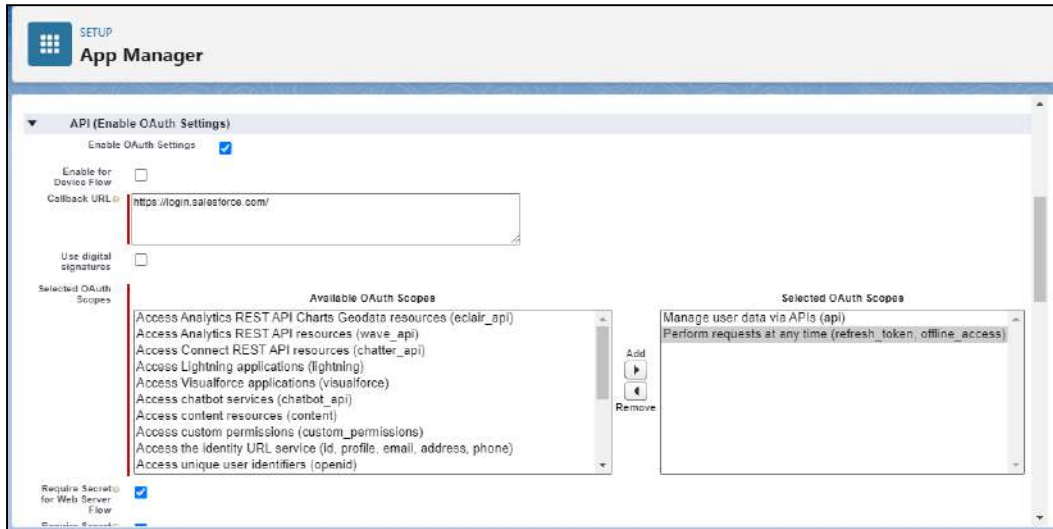 SETUP
App Manager
API (Enable OAuth Settings)
Enable OAuth Settings
Enable for
Device Flow
Callback URL
https://login.salesforce.com/
Use digital
signatures
Selected OAuth
Scopes
Available OAuth Scopes
Access Analytics REST API Charts Geodata resources (eclair_api)
Access Analytics REST API resources (wave_api)
Access Connect REST API resources (chatter_api)
Access Lightning applications (lightning)
Access Visualforce applications (visualforce)
Access chatbot services (chatbot_api)
Access content resources (content)
Access custom permissions (custom_permissions)
Access the identity URL service (id, profile, email, address, phone)
Access unique user identifiers (openid)
Add
Remove
Selected OAuth Scopes
Manage user data via APIs (api)
Perform requests at any time (refresh_token, offline_access)
Require Secret
for Web Server
Flow
Require Secret